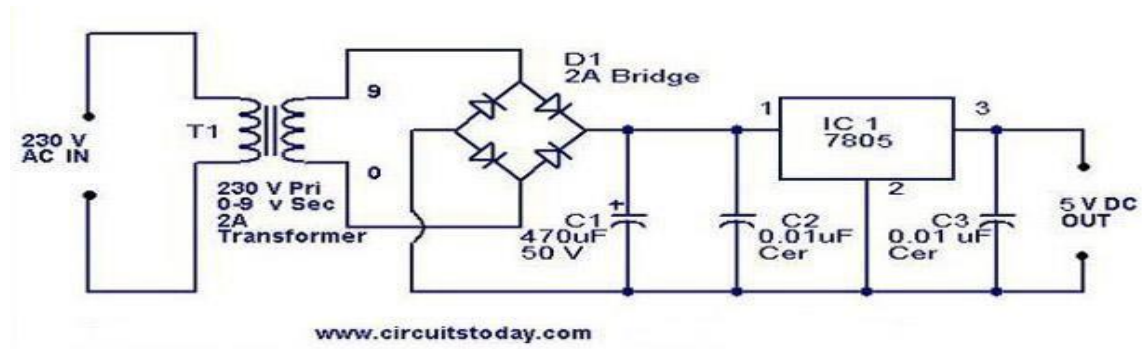 D1
2A Bridge
9
1
3
IC 1
7805
T1
230 V
AC IN
0
2
230 V Pri
0-9 v Sec
2A
Transformer
+
C1
470uF
50 V
C2
0.01uF
Cer
C3
0.01 uF
Cer
5 V DC
OUT
www.circuitstoday.com